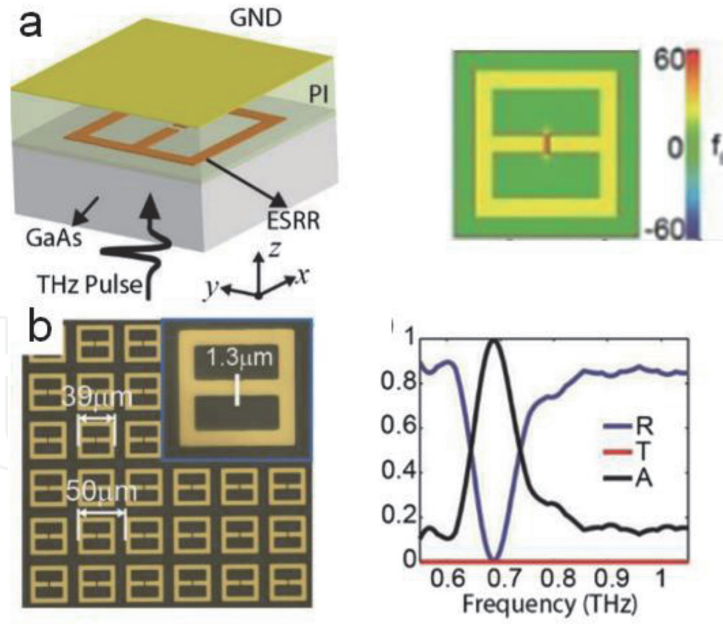 a
GND
PI
GaAs
ESRR
THz Pulse
z
y
x
60
0
-60
b
1.3μm
39μm
50μm
1
0.8
0.6
0.4
0.2
0
R
T
A
0.6 0.7 0.8 0.9 1
Frequency (THz)